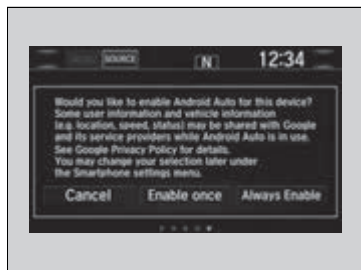 SOURCE
N
12:34
Would you like to enable Android Auto for this device?
Some user information and vehicle information
(e.g. location, speed, status) may be shared with Google
and its service providers while Android Auto is in use.
See Google Privacy Policy for details.
You may change your selection later under
the Smartphone settings menu.
Cancel Enable once Always Enable